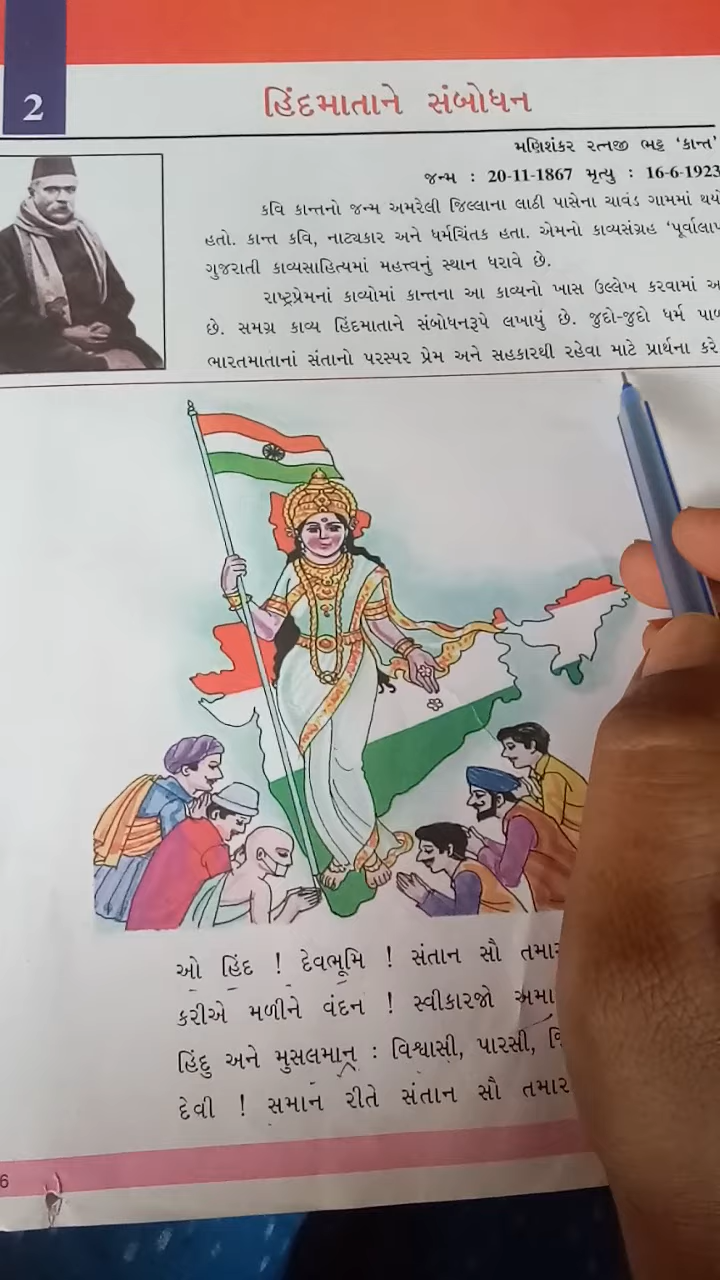 2
હિંદમાતાને સંબોધન
મણિશંકર રત્નજી ભટ્ટ ‘કાન્ત’
જન્મ : 20-11-1867 મૃત્યુ : 16-6-1923
કવિ કાન્તનો જન્મ અમરેલી જિલ્લાના લાઠી પાસેના ચાવંડ ગામમાં થયો
હતો. કાન્ત કવિ, નાટ્યકાર અને ધર્મચિંતક હતા. એમનો કાવ્યસંગ્રહ ‘પૂર્વાલાપ
ગુજરાતી કાવ્યસાહિત્યમાં મહત્ત્વનું સ્થાન ધરાવે છે.
રાષ્ટ્રપ્રેમનાં કાવ્યોમાં કાન્તના આ કાવ્યનો ખાસ ઉલ્લેખ કરવામાં
છે. સમગ્ર કાવ્ય હિંદમાતાને સંબોધનરૂપે લખાયું છે. જુદો-જુદો ધર્મ
ભારતમાતાનાં સંતાનો પરસ્પર પ્રેમ અને સહકારથી રહેવા માટે પ્રાર્થના કરે
ઓ હિંદ ! દેવભૂમિ ! સંતાન સૌ
કરીએ મળીને વંદન ! સ્વીકારજો
હિંદુ અને મુસલમાન : વિશ્વાસી, પારસી,
દેવી ! સમાન રીતે સંતાન સૌ
6